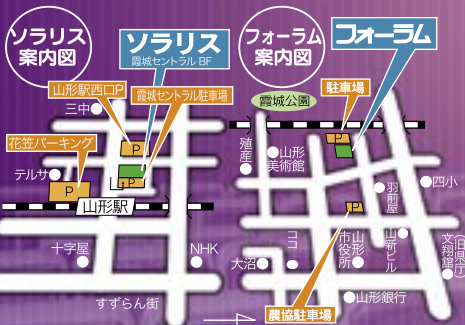 ソラリス
案内図
ソラリス
霞城セントラル BF
山形駅西口P
霞城セントラル駐車場
三中
P
花笠パーキング
テルサ
P
P
山形駅
十字屋
NHK
すずらん街
フォーラム
案内図
フォーラム
駐車場
霞城公園
P
殖産
山形
美術館
四小
羽前屋
P
ココ
大沼
山形
市役所
山新ビル
文翔館
(旧県庁)
山形銀行
農協駐車場